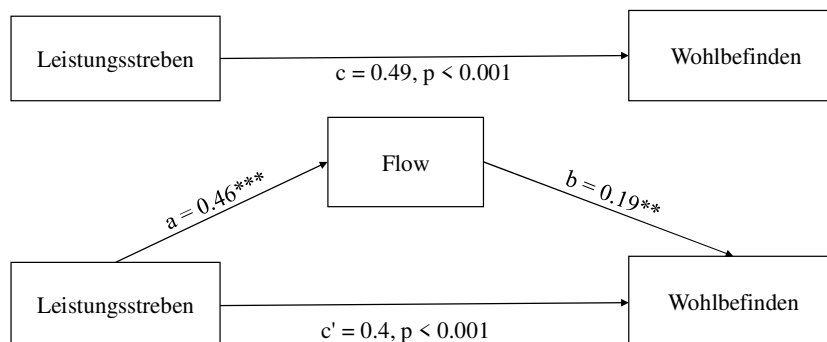 Leistungsstreben
Wohlbefinden
c = 0.49, p < 0.001
Flow
a = 0.46***
b = 0.19**
Leistungsstreben
Wohlbefinden
c' = 0.4, p < 0.001